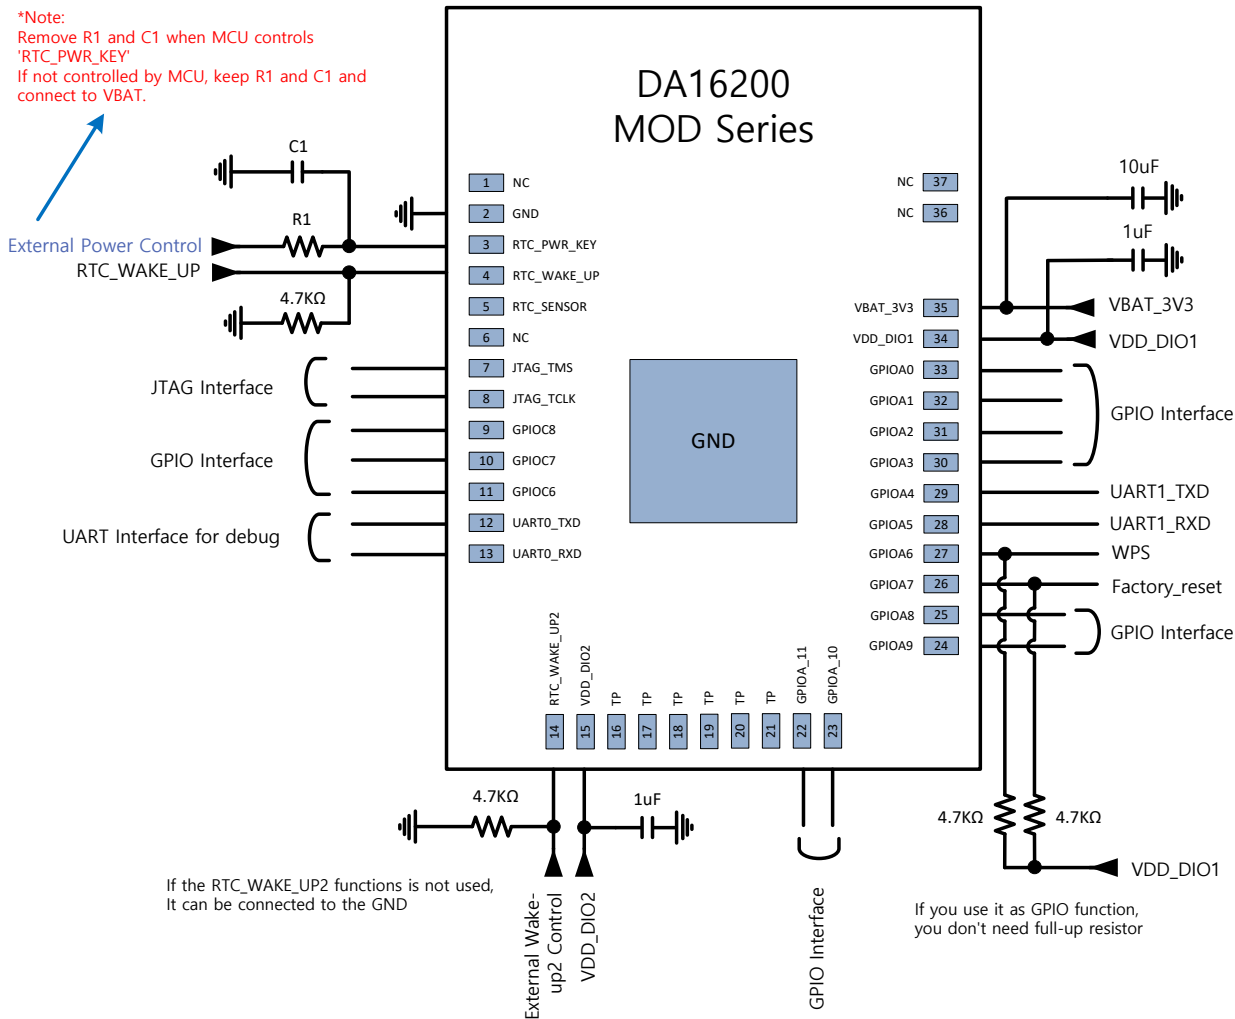 *Note:
Remove R1 and C1 when MCU controls
'RTC_PWR_KEY'
If not controlled by MCU, keep R1 and C1 and
connect to VBAT.
DA16200
MOD Series
C1
R1
External Power Control
RTC_WAKE_UP
4.7KΩ
JTAG Interface
GPIO Interface
UART Interface for debug
1 NC
2 GND
3 RTC_PWR_KEY
4 RTC_WAKE_UP
5 RTC_SENSOR
6 NC
7 JTAG_TMS
8 JTAG_TCLK
9 GPIOC8
10 GPIOC7
11 GPIOC6
12 UART0_TXD
13 UART0_RXD
GND
NC 37
NC 36
VBAT_3V3 35
VDD_DIO1 34
GPIOA0 33
GPIOA1 32
GPIOA2 31
GPIOA3 30
GPIOA4 29
GPIOA5 28
GPIOA6 27
GPIOA7 26
GPIOA8 25
GPIOA9 24
10uF
1uF
VBAT_3V3
VDD_DIO1
GPIO Interface
UART1_TXD
UART1_RXD
WPS
Factory_reset
GPIO Interface
RTC_WAKE_UP2 14
VDD_DIO2 15
TP 16
TP 17
TP 18
TP 19
TP 20
TP 21
GPIOA_11 22
GPIOA_10 23
4.7KΩ
1uF
4.7KΩ
4.7KΩ
VDD_DIO1
If the RTC_WAKE_UP2 functions is not used,
It can be connected to the GND
External Wake-
up2 Control
VDD_DIO2
GPIO Interface
If you use it as GPIO function,
you don't need full-up resistor